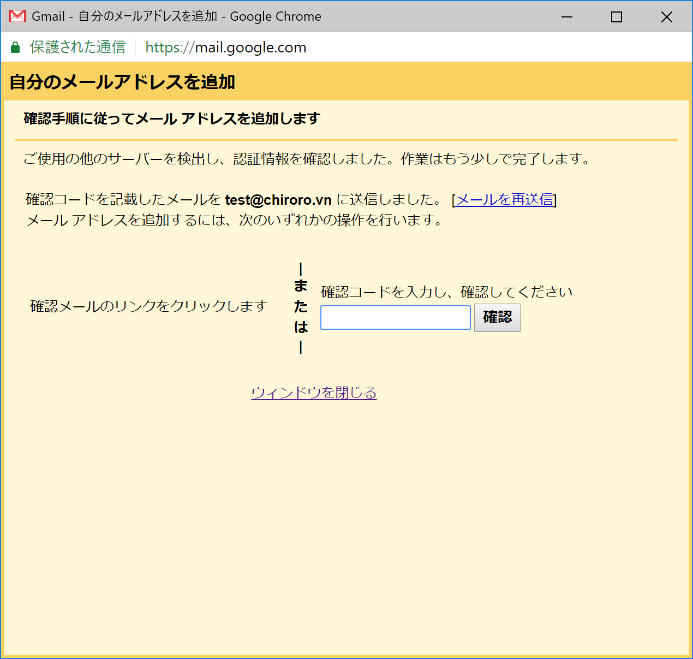 Gmail - 自分のメールアドレスを追加 - Google Chrome
保護された通信 https://mail.google.com
自分のメールアドレスを追加
確認手順に従ってメール アドレスを追加します
ご使用の他のサーバーを検出し、認証情報を確認しました。作業はもう少しで完了します。
確認コードを記載したメールを test@chiroro.vn に送信しました。 [メールを再送信]
メール アドレスを追加するには、次のいずれかの操作を行います。
確認メールのリンクをクリックします
ー または ー
確認コードを入力し、確認してください
確認
ウィンドウを閉じる